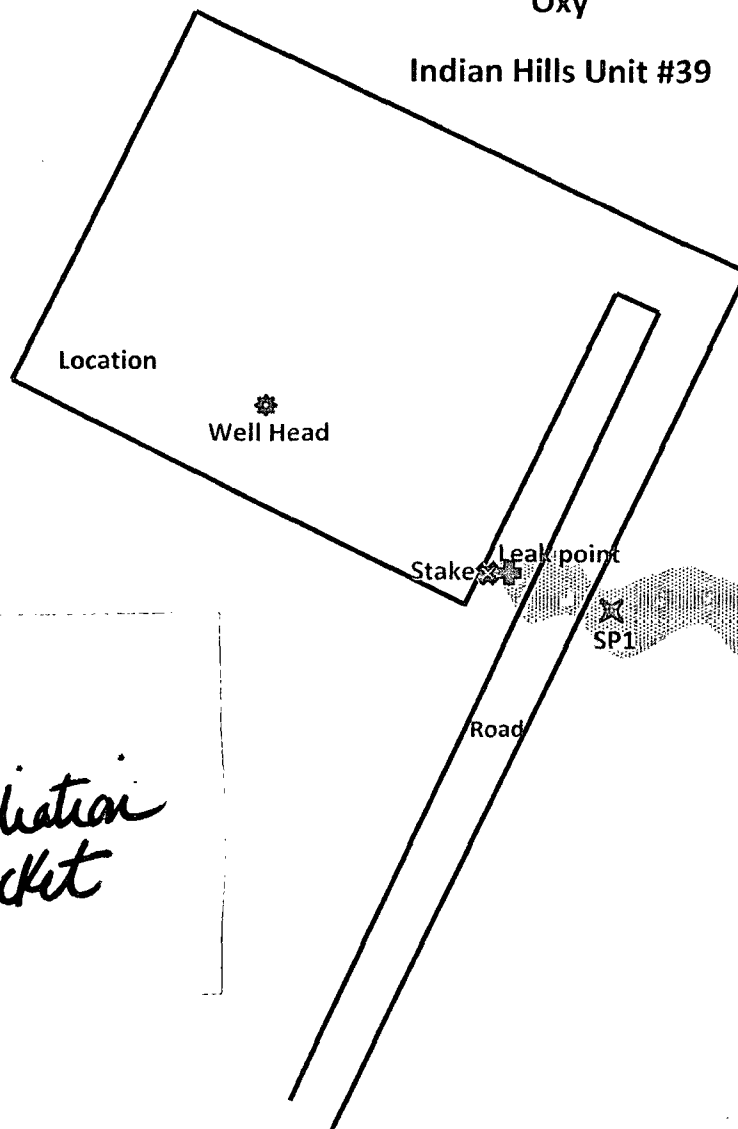 Oxy
Indian Hills Unit #39
Location
Well Head
Stake
Leak point
SP1
Road